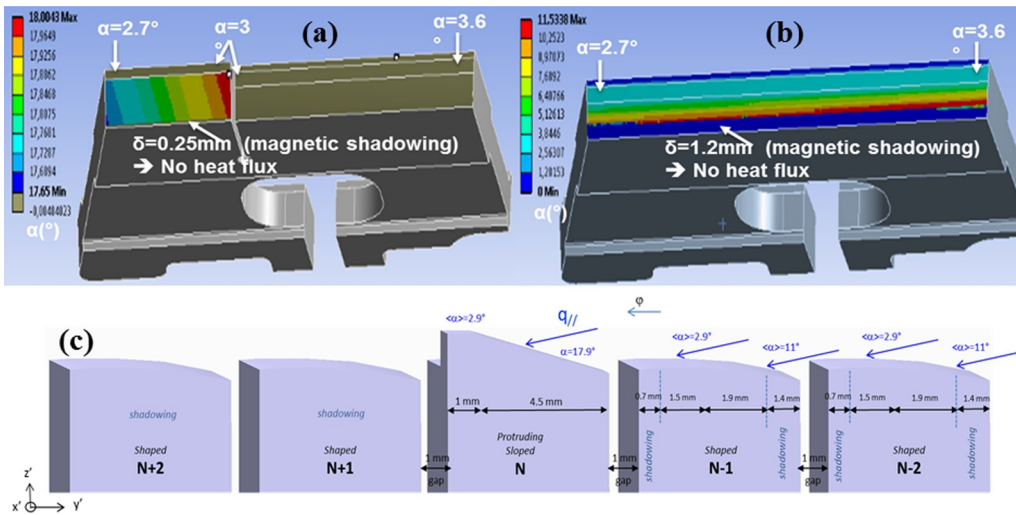 (a)
18.0043 Max
17,9649
17,9256
17,8862
17,8468
17,8075
17,7681
17,7287
17,6894
17.65 Min
-0,00484023
α(°)
α=2.7°
α=3
°
α=3.6
°
δ=0.25mm (magnetic shadowing)
➔ No heat flux
(b)
11,5338 Max
10,2523
8,97073
7,6892
6,40766
5,12613
3,8446
2,56307
1,28153
0 Min
α(°)
α=2.7°
α=3.6
°
δ=1.2mm (magnetic shadowing)
➔ No heat flux
(c)
φ
q//
<α>=2.9°
α=17.9°
<α>=2.9°
<α>=11°
<α>=2.9°
<α>=11°
shadowing
Shaped
N+2
shadowing
Shaped
N+1
1 mm
gap
1 mm
4.5 mm
Protruding
Sloped
N
1 mm
gap
0.7 mm
1.5 mm
1.9 mm
1.4 mm
shadowing
Shaped
N-1
shadowing
1 mm
gap
0.7 mm
1.5 mm
1.9 mm
1.4 mm
shadowing
Shaped
N-2
shadowing
z'
x'
y'